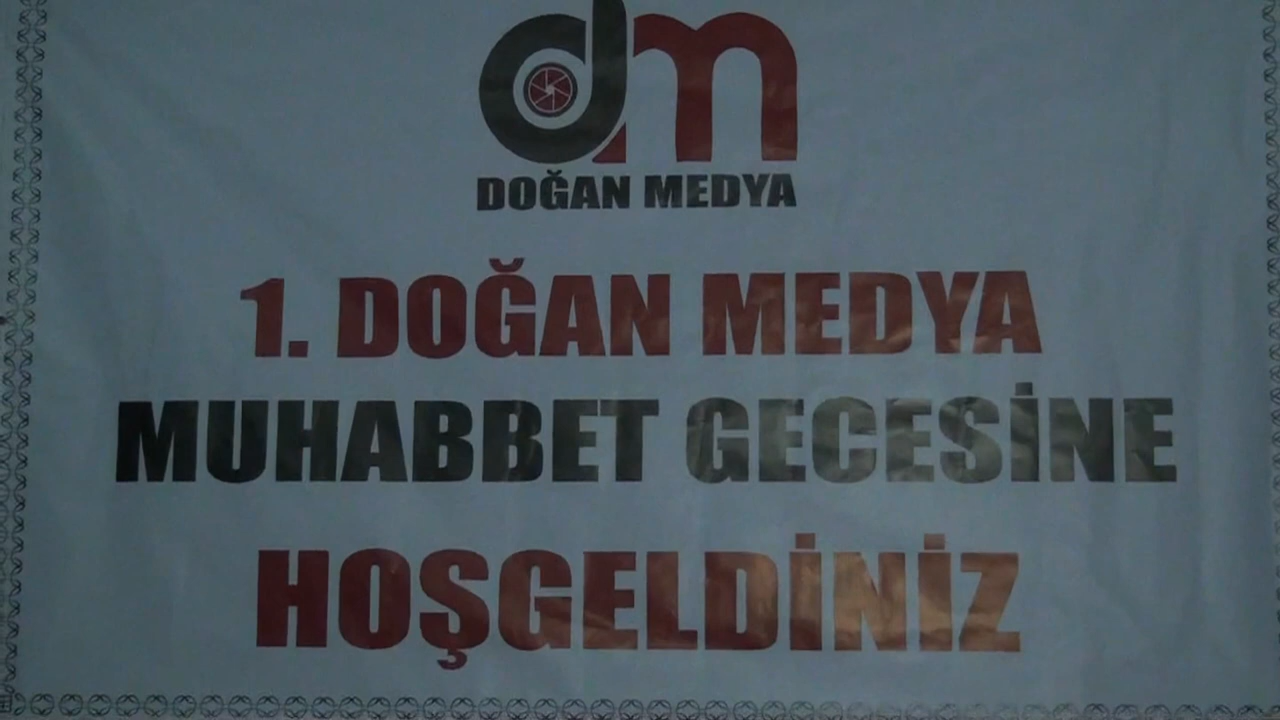 dm
DOĞAN MEDYA
1. DOĞAN MEDYA
MUHABBET GECESİNE
HOŞGELDİNİZ